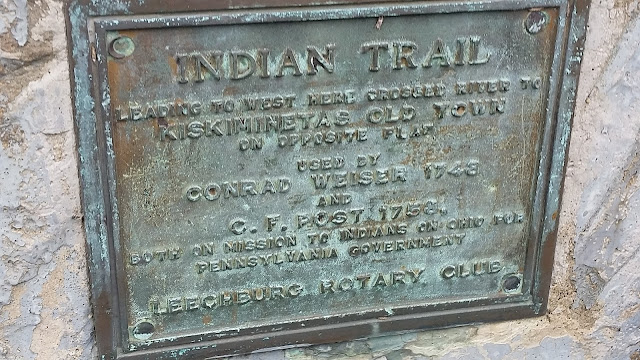 INDIAN TRAIL
LEADING TO WEST HERE CROSSED RIVER TO
KISKIMINETAS OLD TOWN
ON OPPOSITE FLAT
USED BY
CONRAD WEISER 1748
AND
C. F. POST 1758,
BOTH ON MISSION TO INDIANS ON OHIO FOR
PENNSYLVANIA GOVERNMENT
LEECHBURG ROTARY CLUB